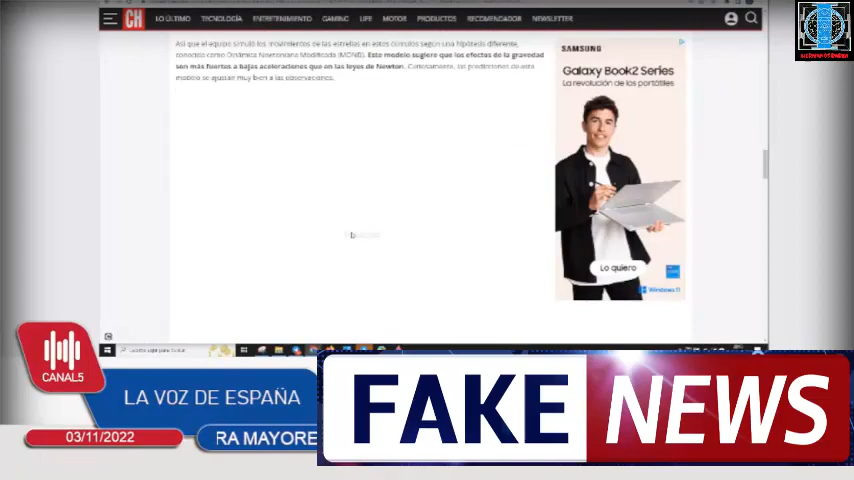 CH
LO ÚLTIMO TECNOLOGÍA ENTRETENIMIENTO GAMING LIFE MOTOR PRODUCTOS RECOMENDADOR NEWSLETTER
Así que el equipo simuló los movimientos de las estrellas en estos cúmulos según una hipótesis diferente,
conocida como Dinámica Newtoniana Modificada (MOND). Este modelo sugiere que los efectos de la gravedad
son más fuertes a bajas aceleraciones que en las leyes de Newton. Curiosamente, las predicciones de este
modelo se ajustan muy bien a las observaciones.
SAMSUNG
Galaxy Book2 Series
La revolución de los portátiles
Lo quiero
Windows 11
CANAL5
LA VOZ DE ESPAÑA
03/11/2022
RA MAYORE
FAKE NEWS